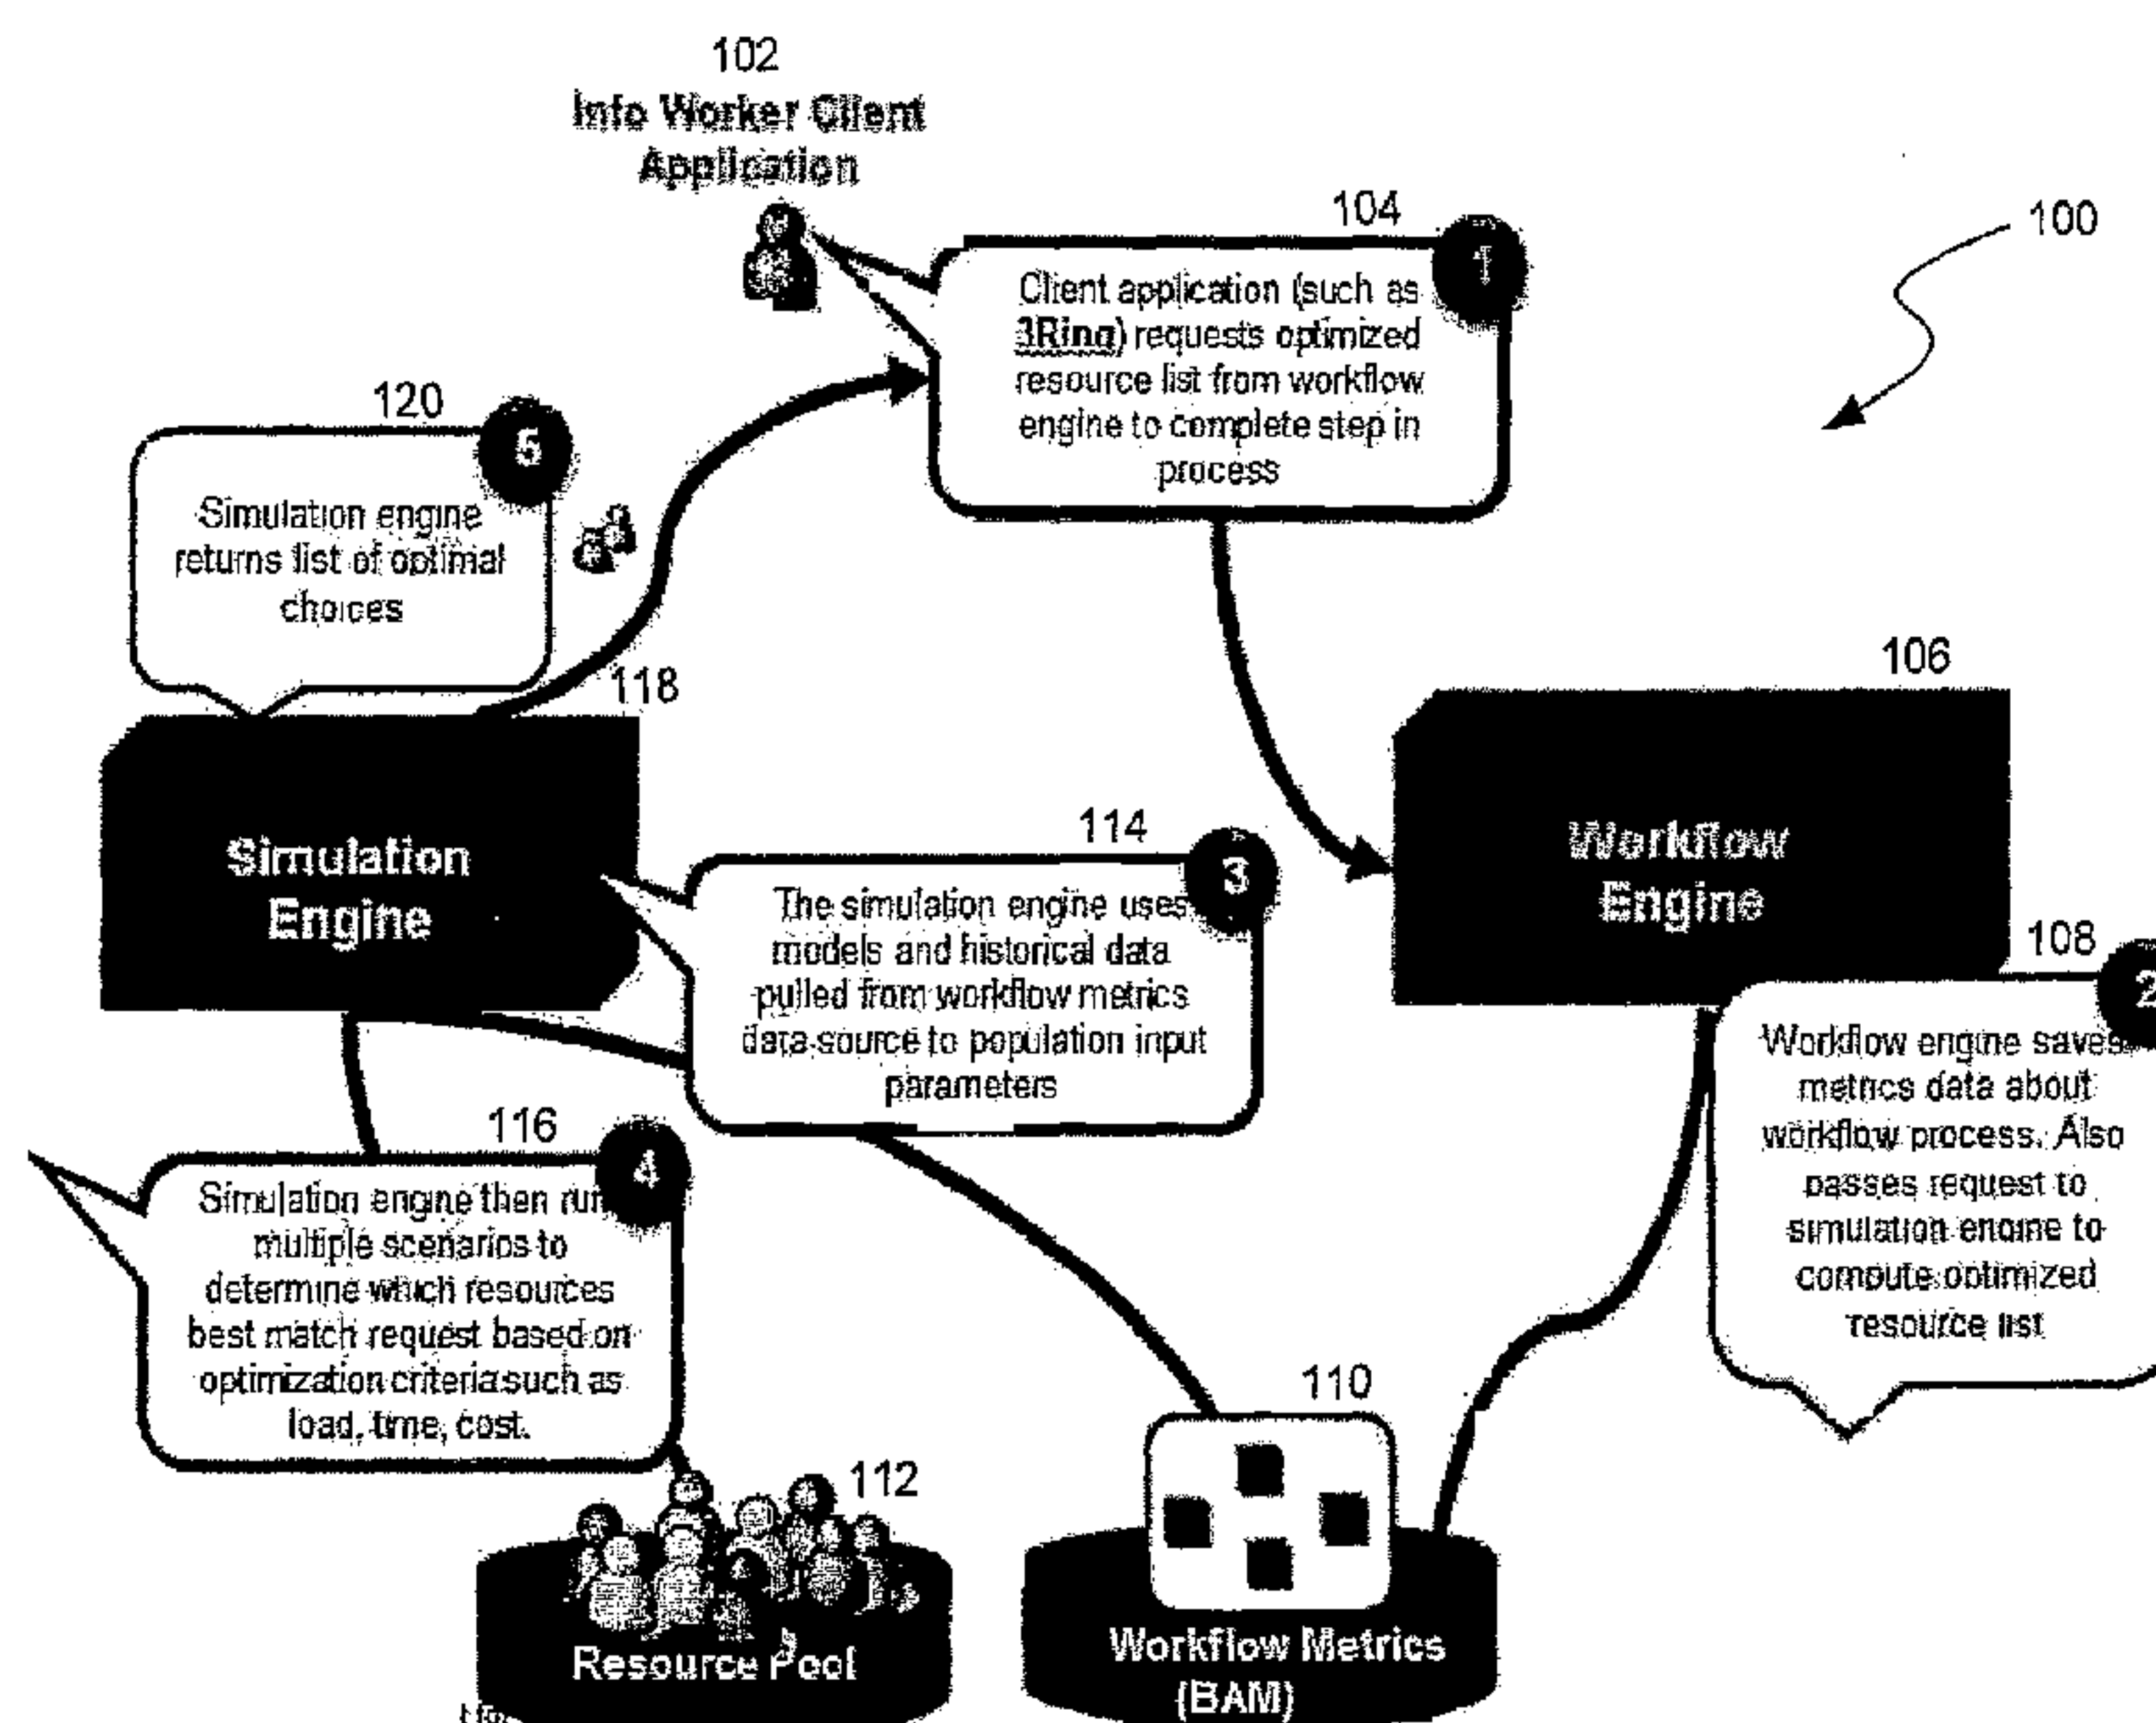 102
Info Worker Client
Application
100
104
1
Client application (such as
3Ring) requests optimized
resource list from workflow
engine to complete step in
process
120
5
Simulation engine
returns list of optimal
choices
118
Simulation
Engine
106
Workflow
Engine
114
3
The simulation engine uses
models and historical data
pulled from workflow metrics
data source to population input
parameters
108
2
Workflow engine saves
metrics data about
workflow process. Also
passes request to
simulation engine to
compute optimized
resource list
116
4
Simulation engine then run
multiple scenarios to
determine which resources
best match request based on
optimization criteria such as
load, time, cost.
110
112
Resource Pool
Workflow Metrics
(BAM)